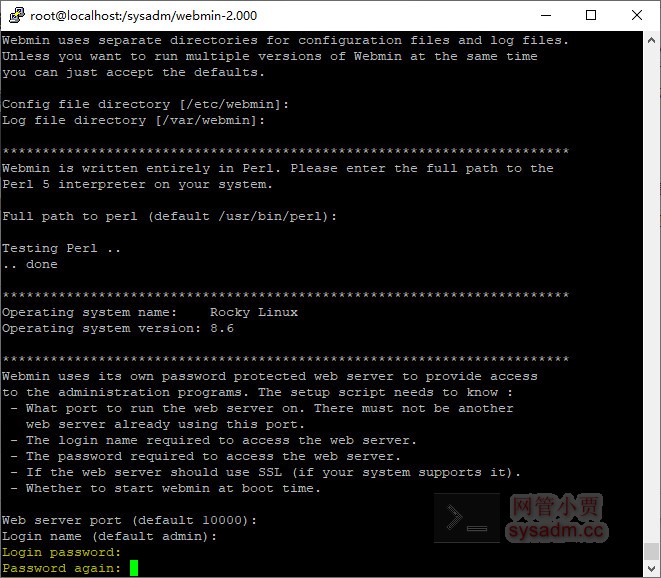 root@localhost:/sysadm/webmin-2.000
Webmin uses separate directories for configuration files and log files.
Unless you want to run multiple versions of Webmin at the same time
you can just accept the defaults.
Config file directory [/etc/webmin]:
Log file directory [/var/webmin]:
***********************************************************************
Webmin is written entirely in Perl. Please enter the full path to the
Perl 5 interpreter on your system.
Full path to perl (default /usr/bin/perl):
Testing Perl ..
.. done
***********************************************************************
Operating system name:    Rocky Linux
Operating system version: 8.6
***********************************************************************
Webmin uses its own password protected web server to provide access
to the administration programs. The setup script needs to know :
 - What port to run the web server on. There must not be another
   web server already using this port.
 - The login name required to access the web server.
 - The password required to access the web server.
 - If the web server should use SSL (if your system supports it).
 - Whether to start webmin at boot time.
Web server port (default 10000):
Login name (default admin):
Login password:
Password again:
>_
网管小贾
sysadm.cc